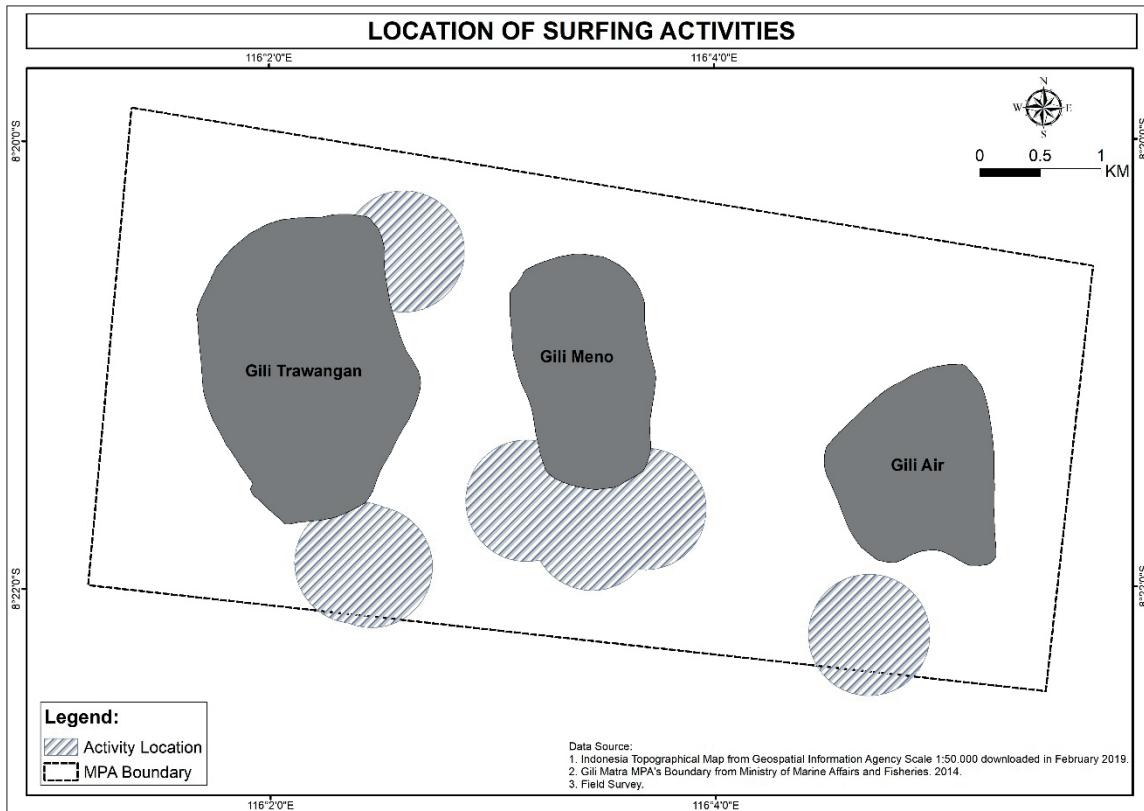 LOCATION OF SURFING ACTIVITIES
116°2'0"E
116°4'0"E
N
W E
S
8°20'0"S
8°20'0"S
0 0.5 1
KM
Gili Trawangan
Gili Meno
Gili Air
8°22'0"S
8°22'0"S
Legend:
Activity Location
MPA Boundary
Data Source:
1. Indonesia Topographical Map from Geospatial Information Agency Scale 1:50.000 downloaded in February 2019.
2. Gili Matra MPA's Boundary from Ministry of Marine Affairs and Fisheries. 2014.
3. Field Survey.
116°2'0"E
116°4'0"E